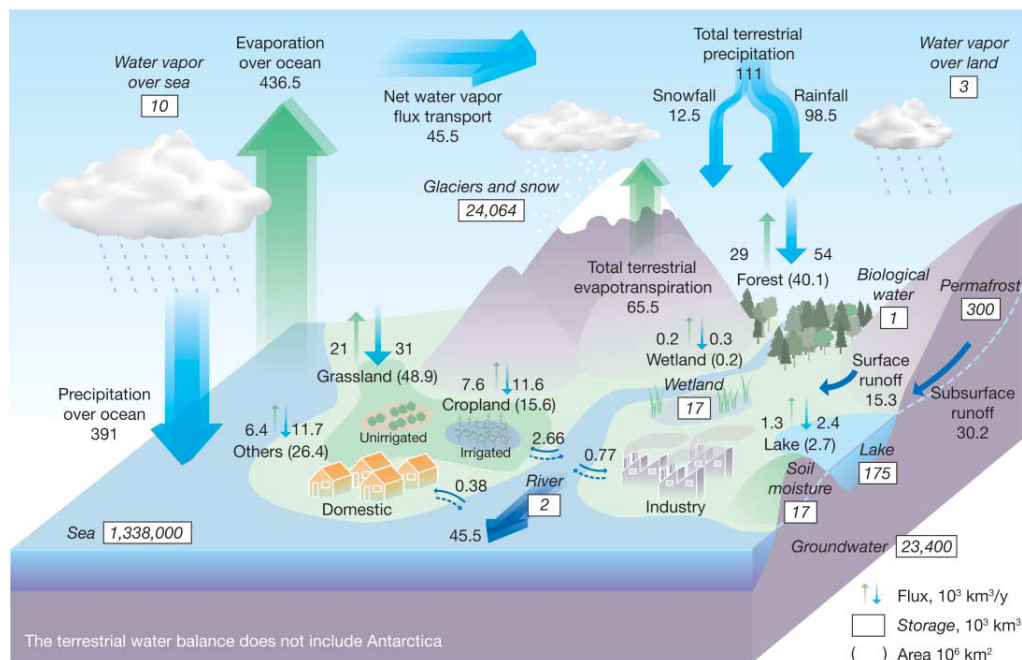 Water vapor
over sea
10
Evaporation
over ocean
436.5
Net water vapor
flux transport
45.5
Total terrestrial
precipitation
111
Snowfall
12.5
Rainfall
98.5
Water vapor
over land
3
Glaciers and snow
24,064
Total terrestrial
evapotranspiration
65.5
29
54
Forest (40.1)
Biological
water
1
Permafrost
300
Precipitation
over ocean
391
21
31
Grassland (48.9)
7.6
11.6
Cropland (15.6)
0.2
0.3
Wetland (0.2)
Wetland
17
Surface
runoff
15.3
Subsurface
runoff
30.2
6.4
11.7
Others (26.4)
Unirrigated
Irrigated
2.66
0.77
1.3
2.4
Lake (2.7)
Lake
175
0.38
Domestic
River
2
Industry
Soil
moisture
17
Sea 1,338,000
45.5
Groundwater 23,400
Flux, 10³ km³/y
Storage, 10³ km³
( ) Area 10⁶ km²
The terrestrial water balance does not include Antarctica